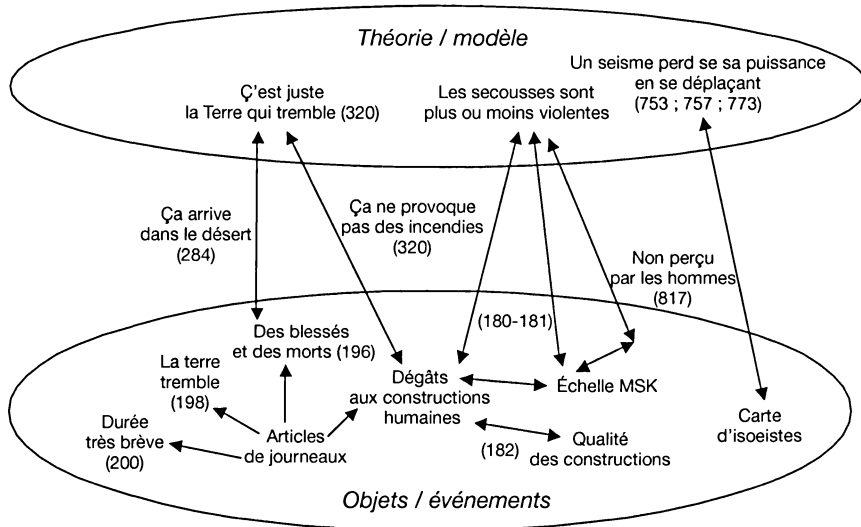 Théorie / modèle
Ç'est juste
la Terre qui tremble (320)
Les secousses sont
plus ou moins violentes
Un seisme perd se sa puissance
en se déplaçant
(753 ; 757 ; 773)
Ça arrive
dans le désert
(284)
Ça ne provoque
pas des incendies
(320)
Non perçu
par les hommes
(817)
(180-181)
Des blessés
et des morts (196)
La terre
tremble
(198)
Durée
très brève
(200)
Articles
de journeaux
Dégâts
aux constructions
humaines
Échelle MSK
(182)
Qualité
des constructions
Carte
d'isoeistes
Objets / événements